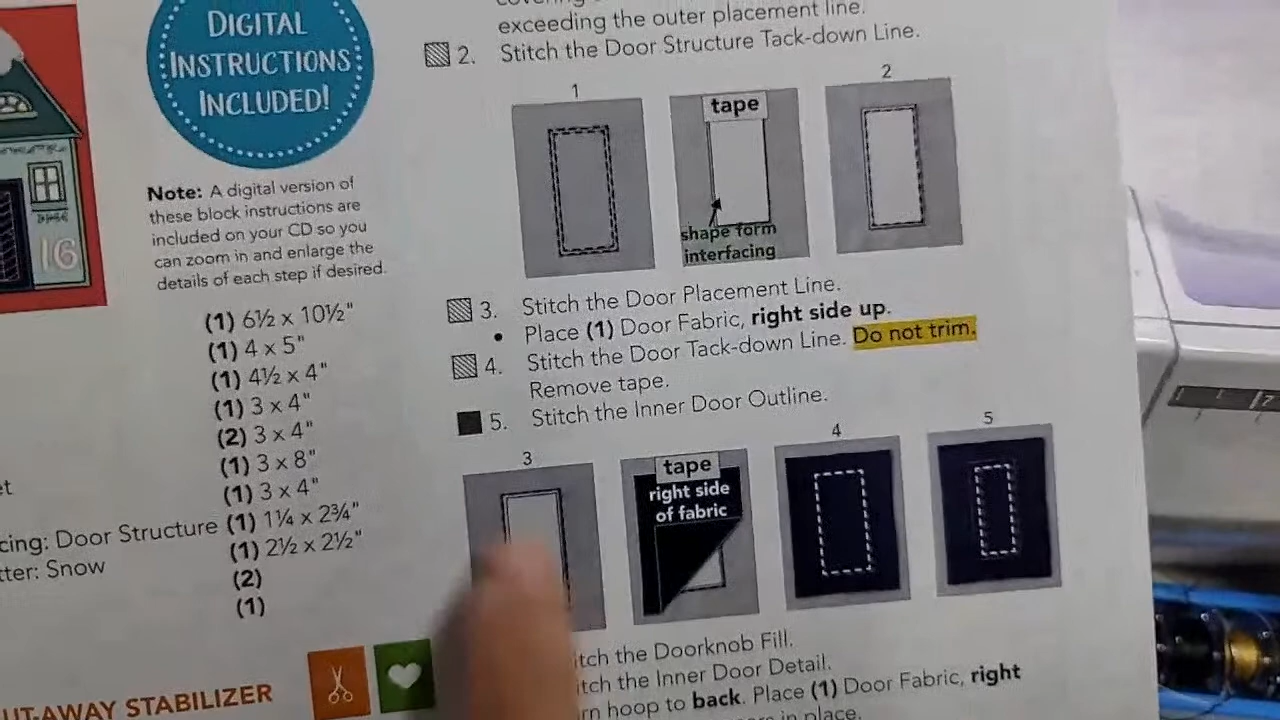 DIGITAL
INSTRUCTIONS
INCLUDED!
Note: A digital version of
these block instructions are
included on your CD so you
can zoom in and enlarge the
details of each step if desired.
16
(1) 6½ x 10½"
(1) 4 x 5"
(1) 4½ x 4"
(1) 3 x 4"
(2) 3 x 4"
(1) 3 x 8"
(1) 3 x 4"
cing: Door Structure (1) 1¼ x 2¾"
(1) 2½ x 2½"
tter: Snow
(2)
(1)
UT-AWAY STABILIZER
exceeding the outer placement line.
2. Stitch the Door Structure Tack-down Line.
1
2
tape
shape form
interfacing
3. Stitch the Door Placement Line.
• Place (1) Door Fabric, right side up.
4. Stitch the Door Tack-down Line. Do not trim.
Remove tape.
5. Stitch the Inner Door Outline.
3
4
5
tape
right side
of fabric
itch the Doorknob Fill.
itch the Inner Door Detail.
rn hoop to back. Place (1) Door Fabric, right
in place.